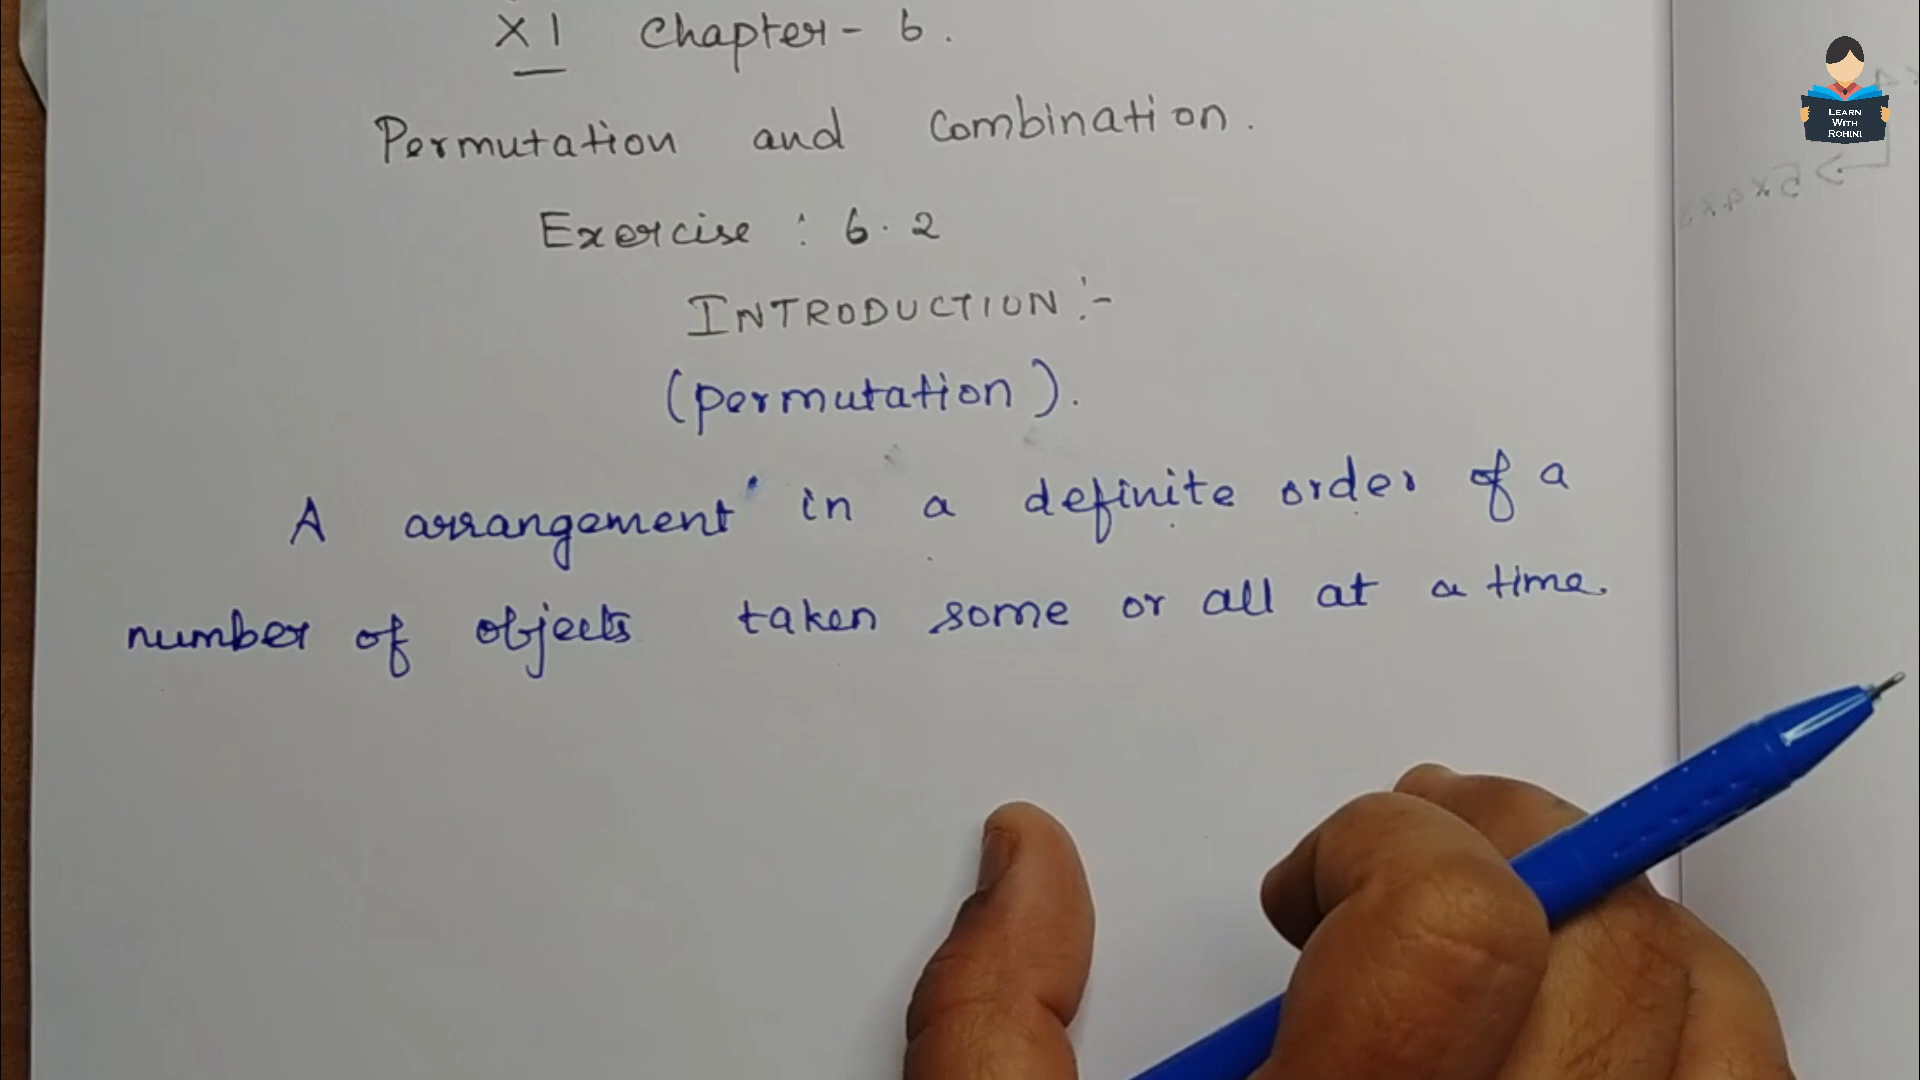 XI Chapter - 6.
Permutation and Combination.
Exercise : 6.2
INTRODUCTION :-
(permutation).
A arrangement in a definite order of a
number of objects taken some or all at a time.
LEARN
WITH
ROHINI